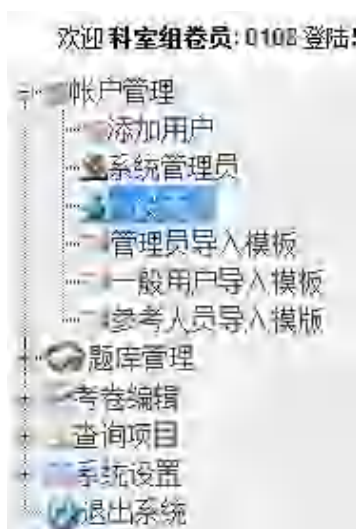 欢迎 科室组卷员: 0108 登陆
帐户管理
添加用户
系统管理员
管理员导入模板
一般用户导入模板
参考人员导入模版
题库管理
考卷编辑
查询项目
系统设置
退出系统